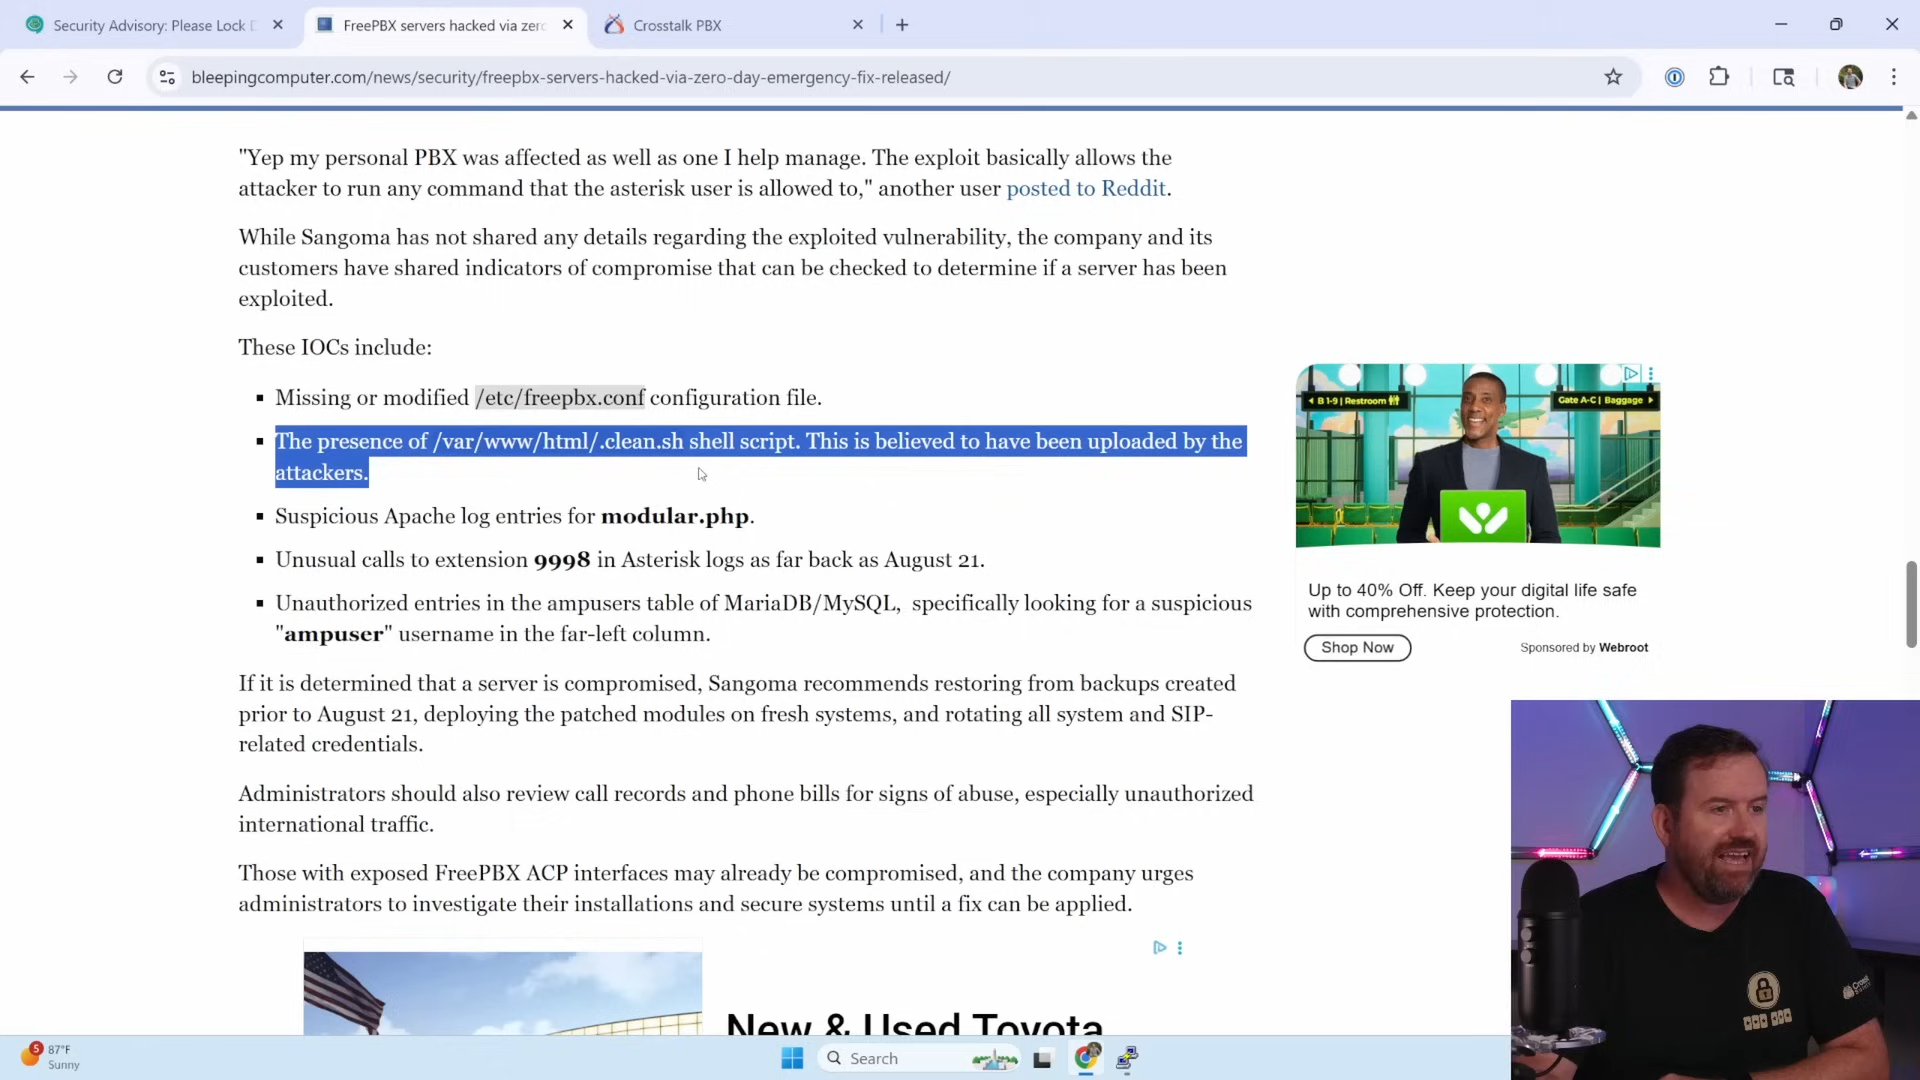 Security Advisory: Please Lock D
FreePBX servers hacked via zero
Crosstalk PBX
bleepingcomputer.com/news/security/freepbx-servers-hacked-via-zero-day-emergency-fix-released/
"Yep my personal PBX was affected as well as one I help manage. The exploit basically allows the
attacker to run any command that the asterisk user is allowed to," another user posted to Reddit.
While Sangoma has not shared any details regarding the exploited vulnerability, the company and its
customers have shared indicators of compromise that can be checked to determine if a server has been
exploited.
These IOCs include:
Missing or modified /etc/freepbx.conf configuration file.
The presence of /var/www/html/.clean.sh shell script. This is believed to have been uploaded by the
attackers.
Suspicious Apache log entries for modular.php.
Unusual calls to extension 9998 in Asterisk logs as far back as August 21.
Unauthorized entries in the ampusers table of MariaDB/MySQL, specifically looking for a suspicious
"ampuser" username in the far-left column.
If it is determined that a server is compromised, Sangoma recommends restoring from backups created
prior to August 21, deploying the patched modules on fresh systems, and rotating all system and SIP-
related credentials.
Administrators should also review call records and phone bills for signs of abuse, especially unauthorized
international traffic.
Those with exposed FreePBX ACP interfaces may already be compromised, and the company urges
administrators to investigate their installations and secure systems until a fix can be applied.
B 1-9 | Restroom
Gate A-C | Baggage
Up to 40% Off. Keep your digital life safe
with comprehensive protection.
Shop Now
Sponsored by Webroot
New & Used Toyota
5
87°F
Sunny
Search